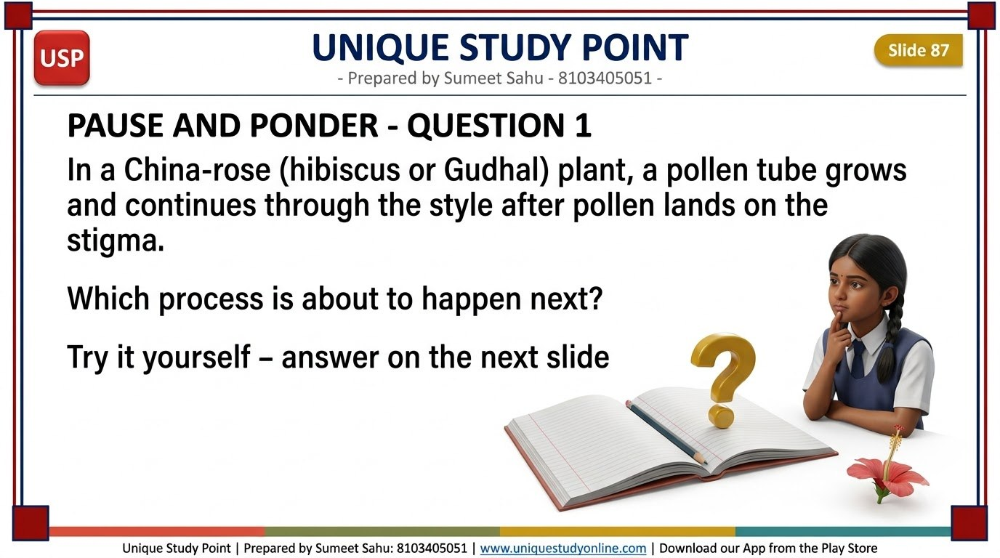 USP
UNIQUE STUDY POINT
- Prepared by Sumeet Sahu - 8103405051 -
Slide 87
PAUSE AND PONDER - QUESTION 1
In a China-rose (hibiscus or Gudhal) plant, a pollen tube grows
and continues through the style after pollen lands on the
stigma.
Which process is about to happen next?
Try it yourself – answer on the next slide
?
Unique Study Point | Prepared by Sumeet Sahu: 8103405051 | www.uniquestudyonline.com | Download our App from the Play Store